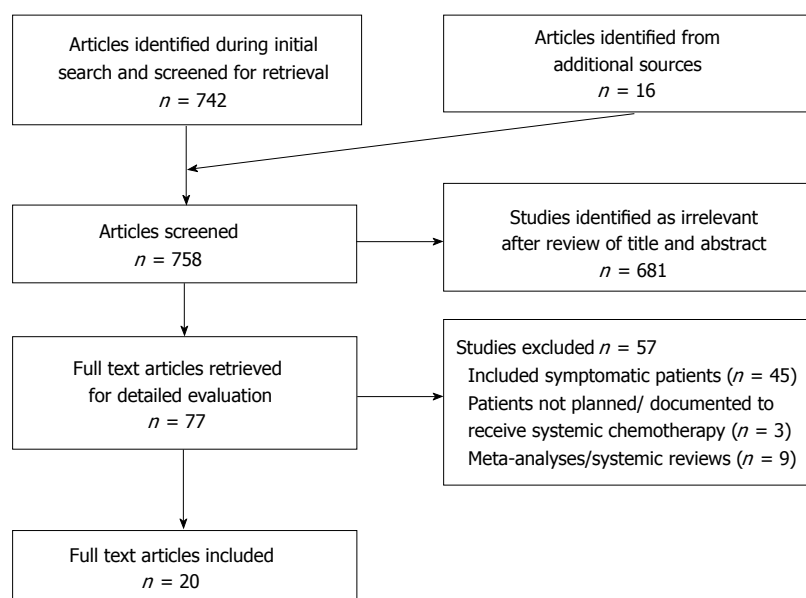 Articles identified during initial
search and screened for retrieval
n = 742
Articles identified from
additional sources
n = 16
Articles screened
n = 758
Studies identified as irrelevant
after review of title and abstract
n = 681
Full text articles retrieved
for detailed evaluation
n = 77
Studies excluded n = 57
Included symptomatic patients (n = 45)
Patients not planned/ documented to
receive systemic chemotherapy (n = 3)
Meta-analyses/systemic reviews (n = 9)
Full text articles included
n = 20